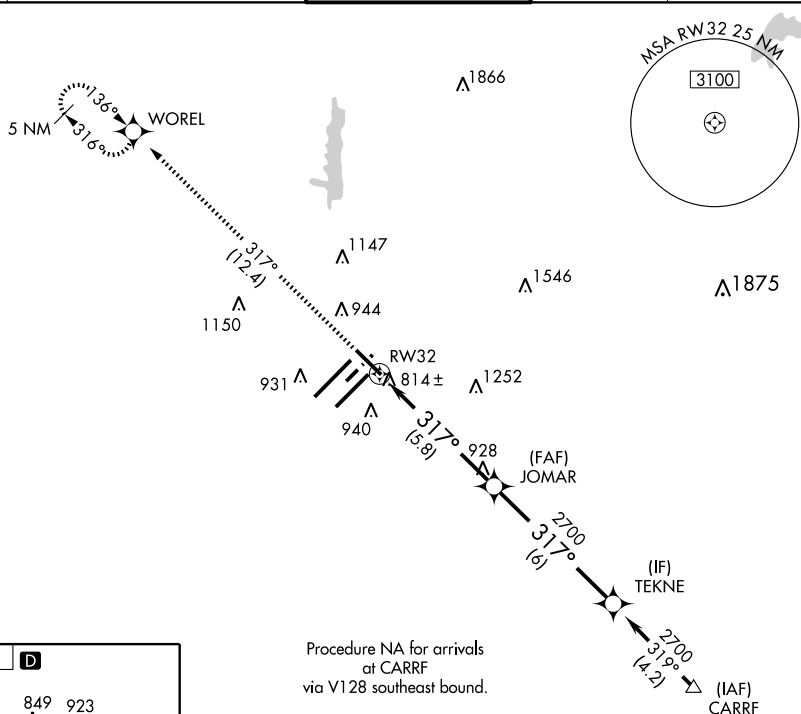 MSA RW32 25 NM
3100
1866
136°
WOREL
5 NM
316°
1147
317°
(12.4)
1546
1875
1150
944
RW32
931
814±
1252
940
317°
(5.8)
928
(FAF)
JOMAR
2700
317°
(6)
(IF)
TEKNE
2700
319°
(4.2)
(IAF)
CARRF
Procedure NA for arrivals
at CARRF
via V128 southeast bound.
D
849 923